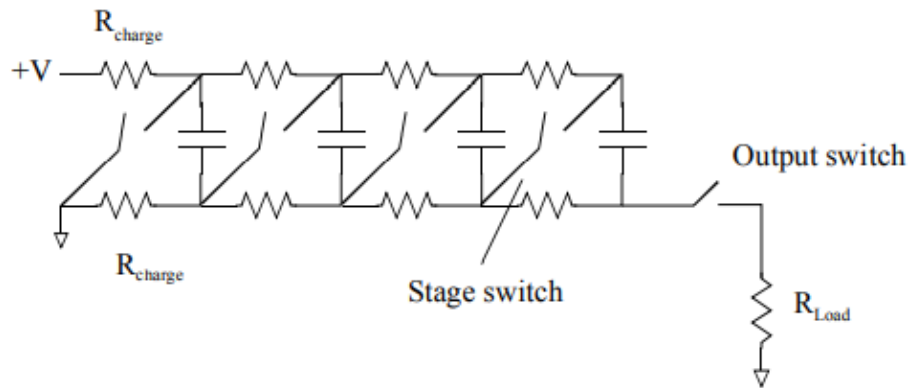 R_charge
+V
Output switch
R_charge
Stage switch
R_Load